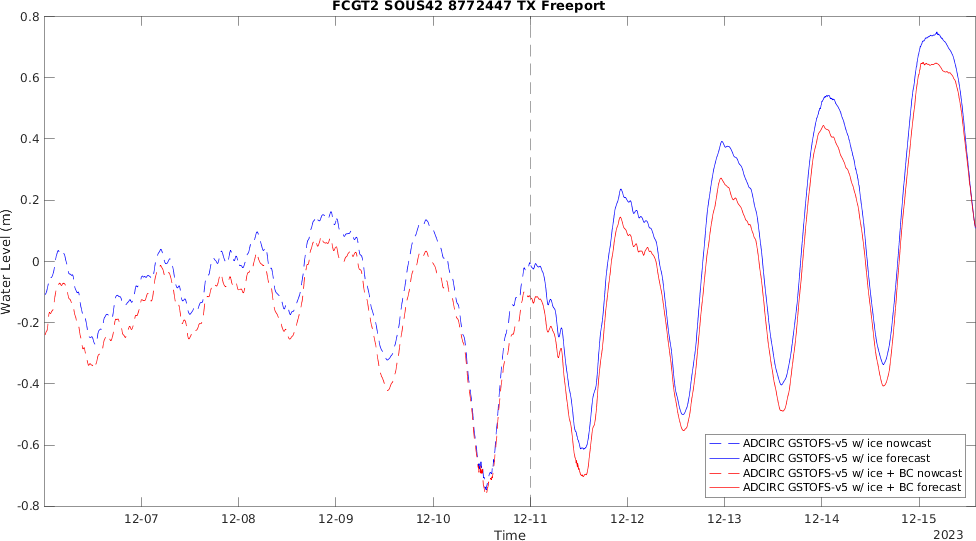 FCGT2 SOUS42 8772447 TX Freeport
0.8
0.6
0.4
0.2
0
-0.2
-0.4
-0.6
-0.8
Water Level (m)
12-07
12-08
12-09
12-10
12-11
12-12
12-13
12-14
12-15
Time
2023
ADCIRC GSTOFS-v5 w/ ice nowcast
ADCIRC GSTOFS-v5 w/ ice forecast
ADCIRC GSTOFS-v5 w/ ice + BC nowcast
ADCIRC GSTOFS-v5 w/ ice + BC forecast